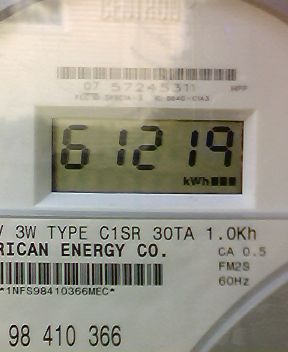 CENTRON
07 57245311
61219
kWh
3W TYPE C1SR 30TA 1.0Kh
RICAN ENERGY CO.
CA 0.5
FM2S
60Hz
*1NFS98410366MEC*
98 410 366